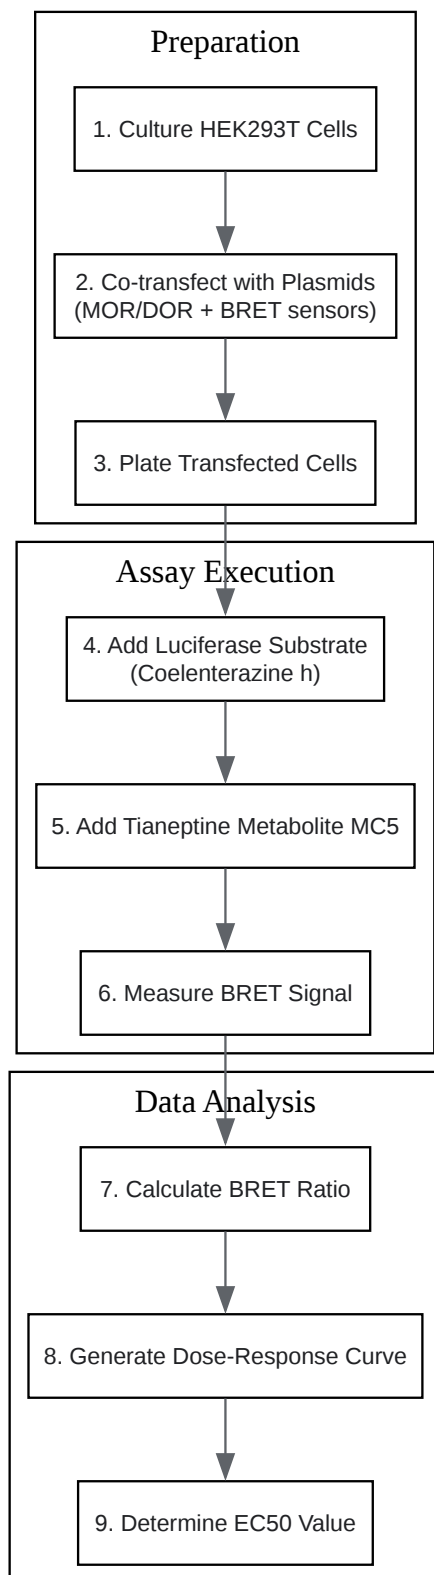 Preparation
1. Culture HEK293T Cells
2. Co-transfect with Plasmids
(MOR/DOR + BRET sensors)
3. Plate Transfected Cells
Assay Execution
4. Add Luciferase Substrate
(Coelenterazine h)
5. Add Tianeptine Metabolite MC5
6. Measure BRET Signal
Data Analysis
7. Calculate BRET Ratio
8. Generate Dose-Response Curve
9. Determine EC50 Value